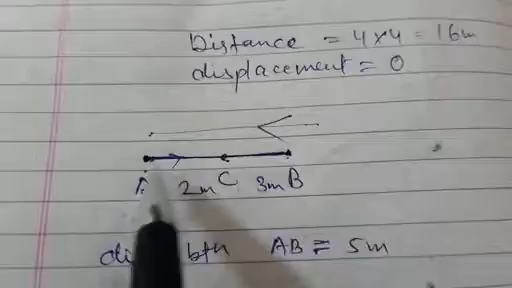 Distance = 4×4 = 16m
displacement = 0
2m C 3m B
AB = 5m